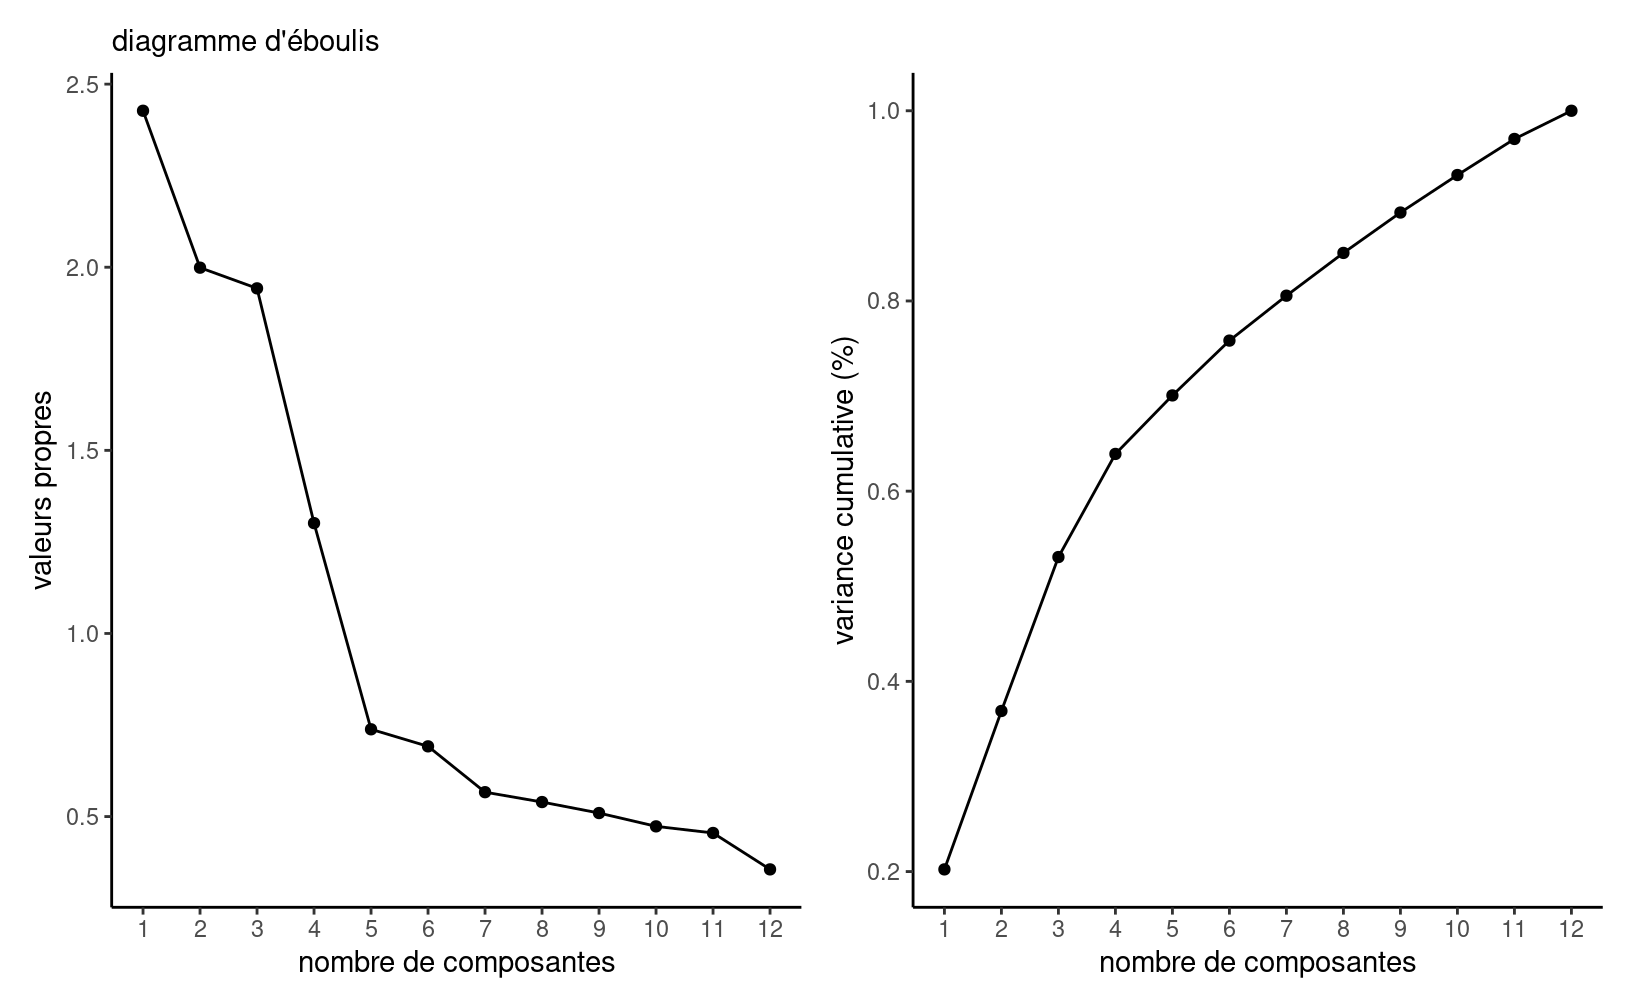 diagramme d'éboulis
valeurs propres
2.5
2.0
1.5
1.0
0.5
1 2 3 4 5 6 7 8 9 10 11 12
nombre de composantes
variance cumulative (%)
1.0
0.8
0.6
0.4
0.2
1 2 3 4 5 6 7 8 9 10 11 12
nombre de composantes